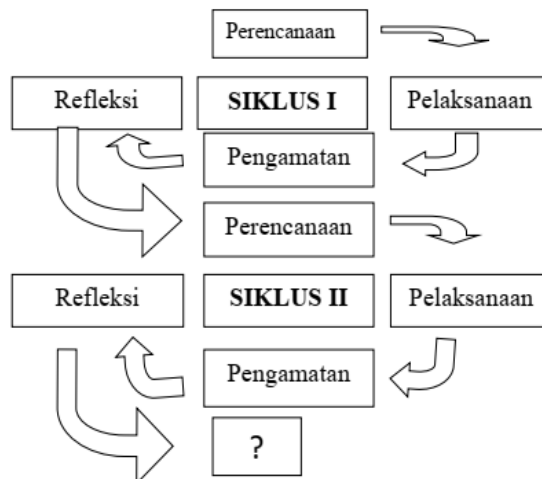 Perencanaan
Refleksi SIKLUS I Pelaksanaan
Pengamatan
Perencanaan
Refleksi SIKLUS II Pelaksanaan
Pengamatan
?